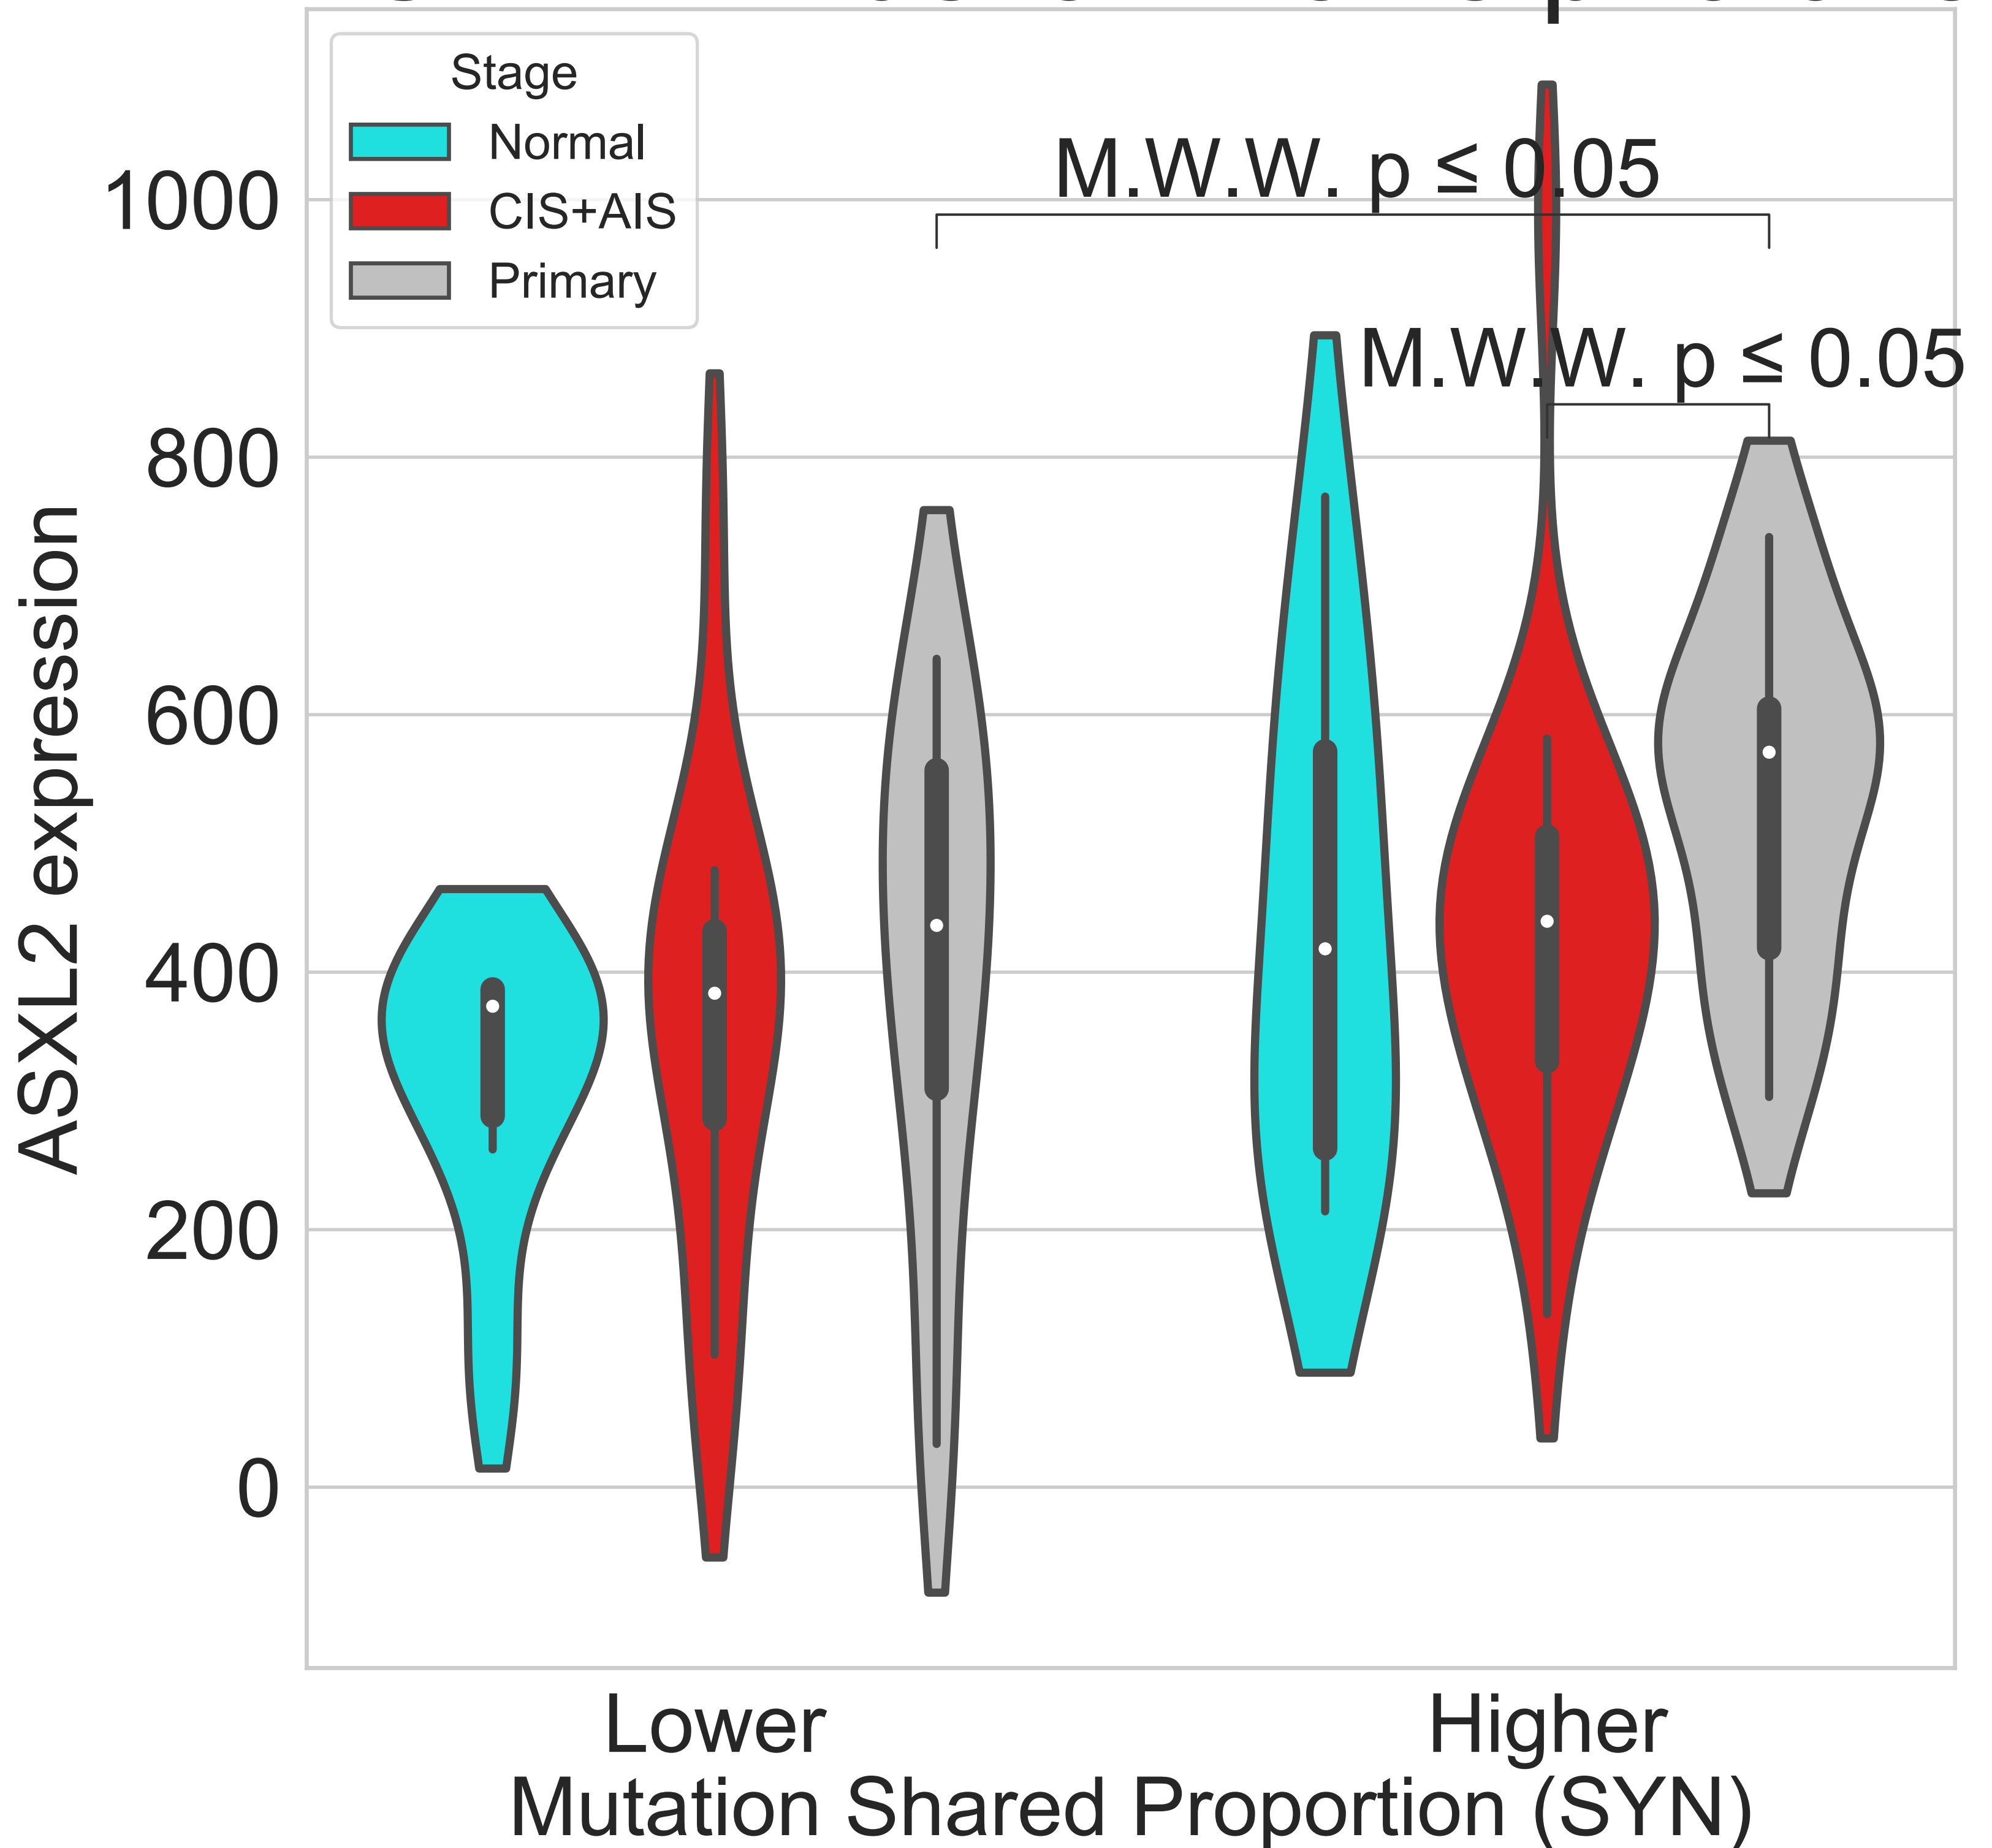 Stage
Normal
CIS+AIS
Primary
M.W.W. p ≤ 0.05
M.W.W. p ≤ 0.05
1000
800
600
400
200
0
ASXL2 expression
Lower
Higher
Mutation Shared Proportion (SYN)